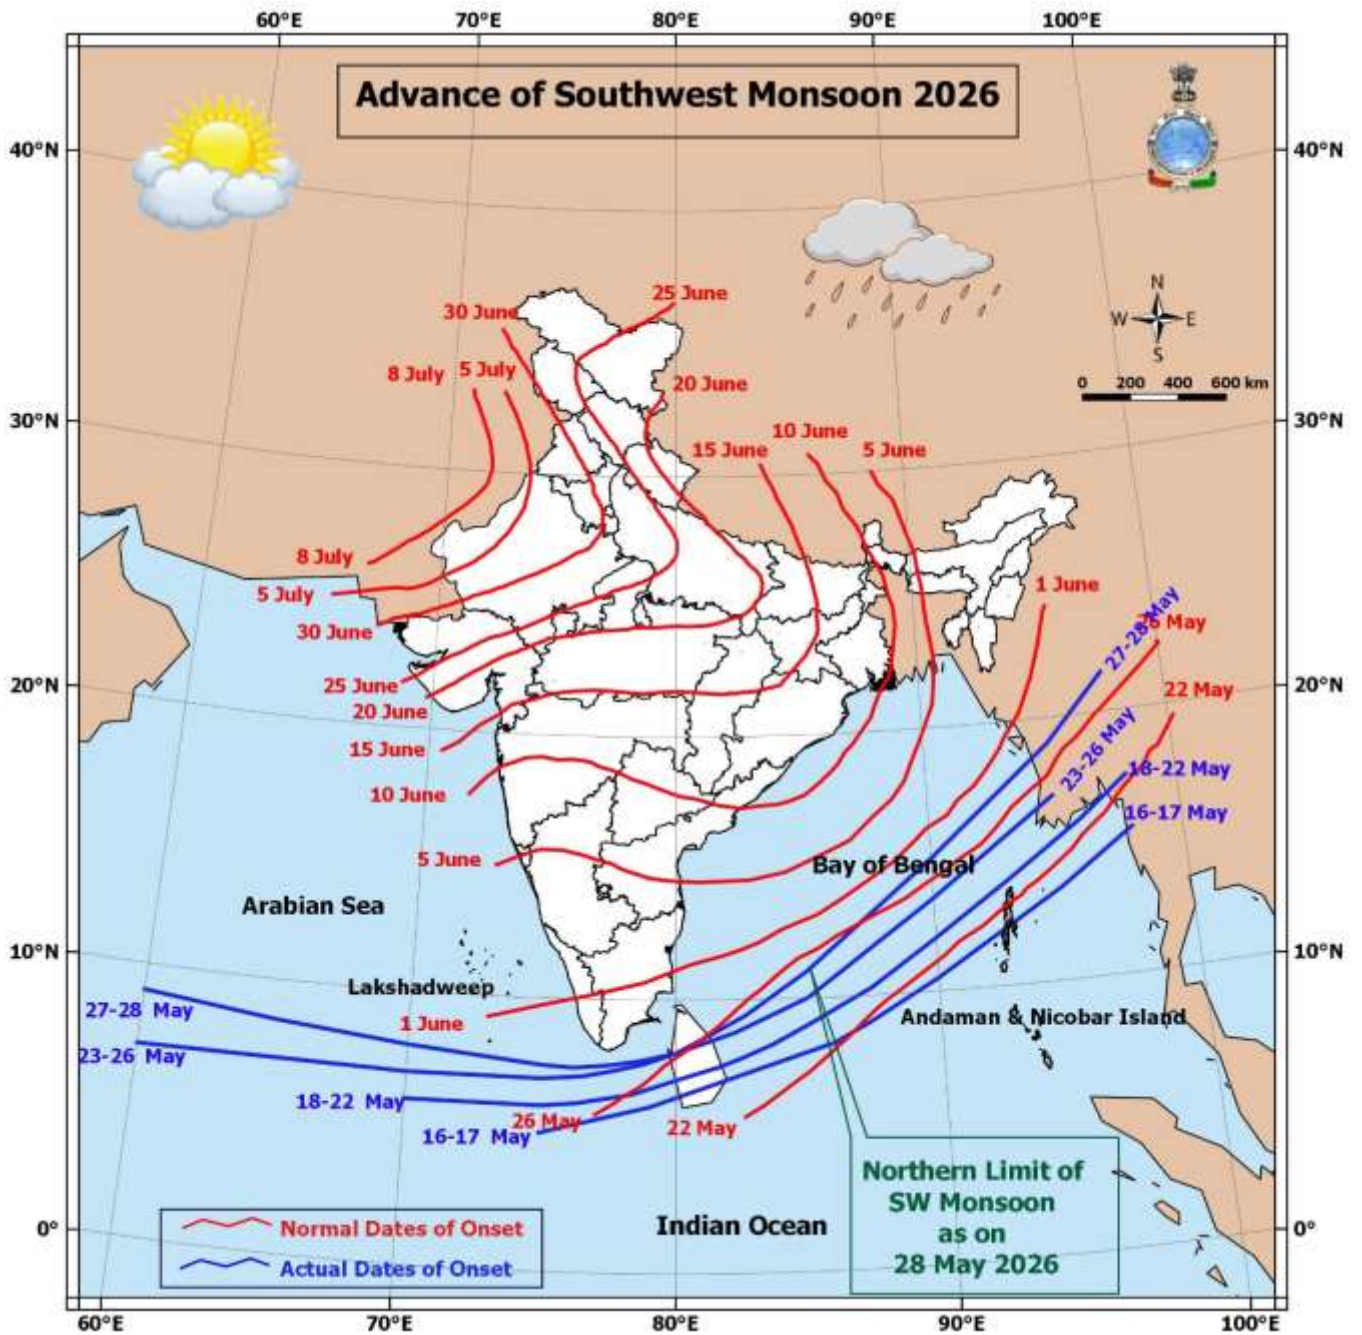 60°E 70°E 80°E 90°E 100°E
Advance of Southwest Monsoon 2026
40°N 40°N
N
W E
S
25 June
30 June
8 July 5 July
20 June
0 200 400 600 km
30°N 30°N
10 June
15 June 5 June
8 July
1 June
5 July
27-28 May
30 June
May
25 June
20 June
20°N 20°N
22 May
15 June
23-26 May
18-22 May
10 June
16-17 May
5 June
Bay of Bengal
Arabian Sea
10°N 10°N
Lakshadweep
27-28 May
1 June
Andaman & Nicobar Island
23-26 May
18-22 May
26 May
22 May
16-17 May
Northern Limit of
SW Monsoon
as on
28 May 2026
Indian Ocean
0° 0°
Normal Dates of Onset
Actual Dates of Onset
60°E 70°E 80°E 90°E 100°E